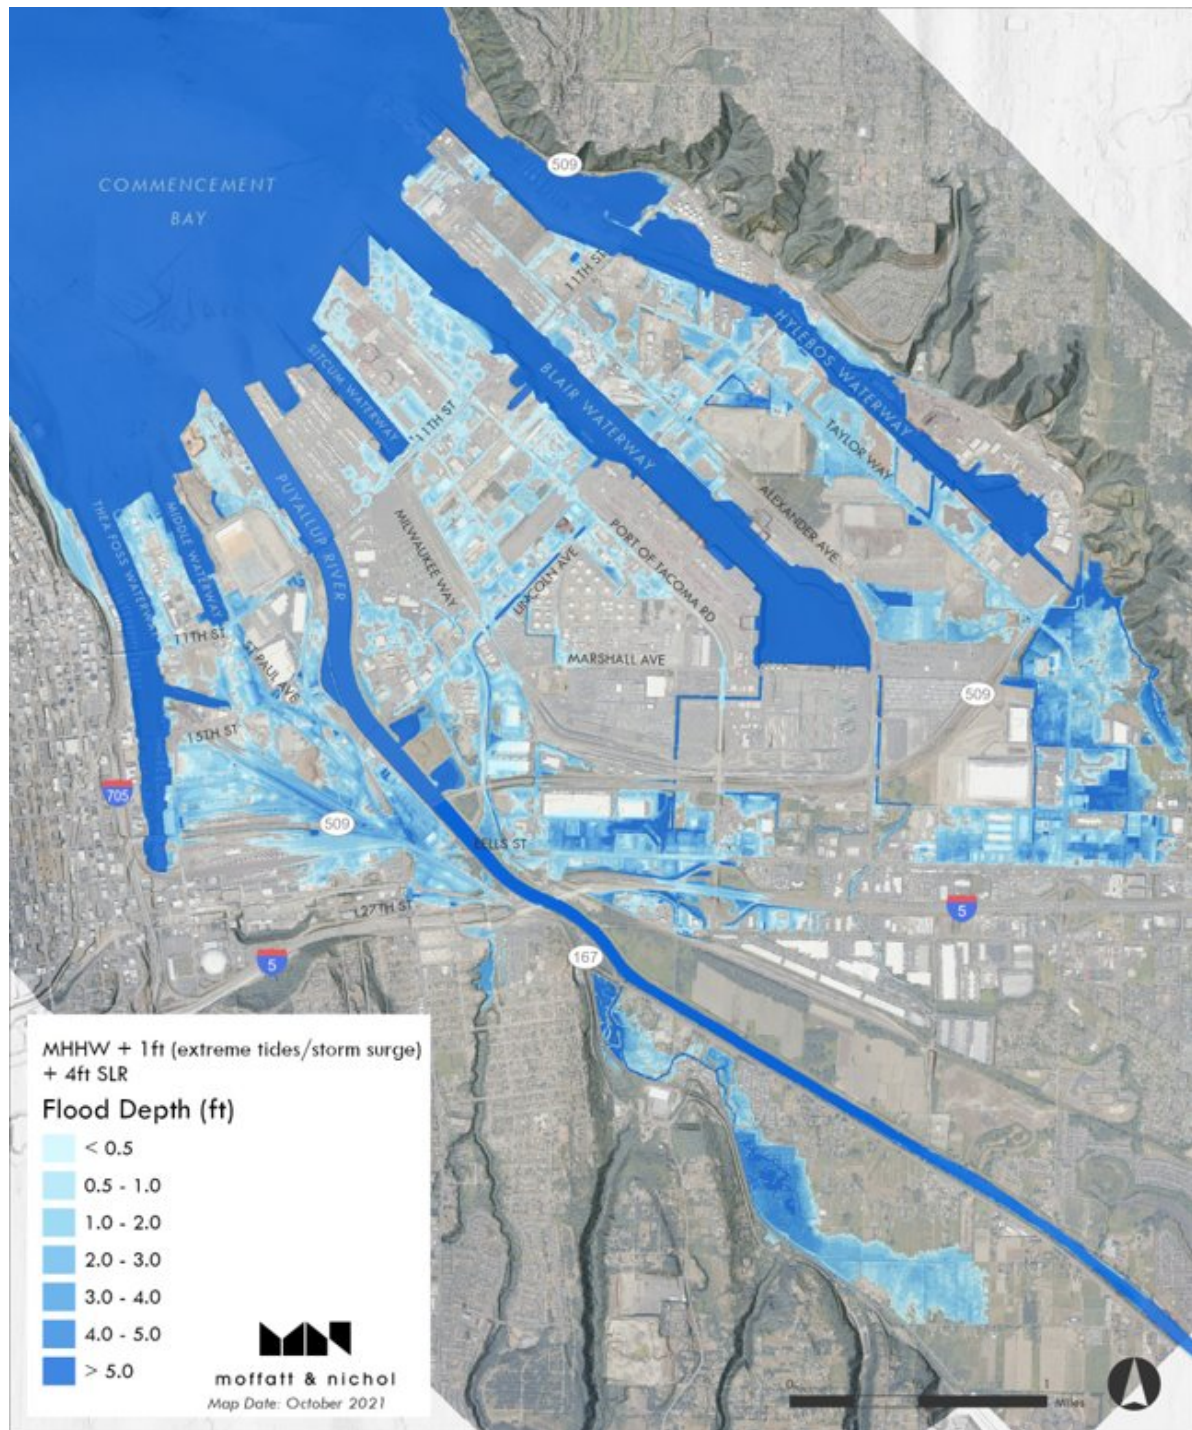 COMMENCEMENT
BAY
509
11TH ST
HYLEBOS WATERWAY
BLAIR WATERWAY
SITCUM WATERWAY
11TH ST
TAYLOR WAY
ALEXANDER AVE
PUYALLUP RIVER
THEA FOSS WATERWAY
MIDDLE WATERWAY
MILWAUKEE WAY
LINCOLN AVE
PORT OF TACOMA RD
11TH ST
ST PAUL AVE
MARSHALL AVE
509
15TH ST
705
509
EELLS ST
27TH ST
5
5
167
MHHW + 1ft (extreme tides/storm surge)
+ 4ft SLR
Flood Depth (ft)
< 0.5
0.5 - 1.0
1.0 - 2.0
2.0 - 3.0
3.0 - 4.0
4.0 - 5.0
> 5.0
moffatt & nichol
Map Date: October 2021
0
1
Miles